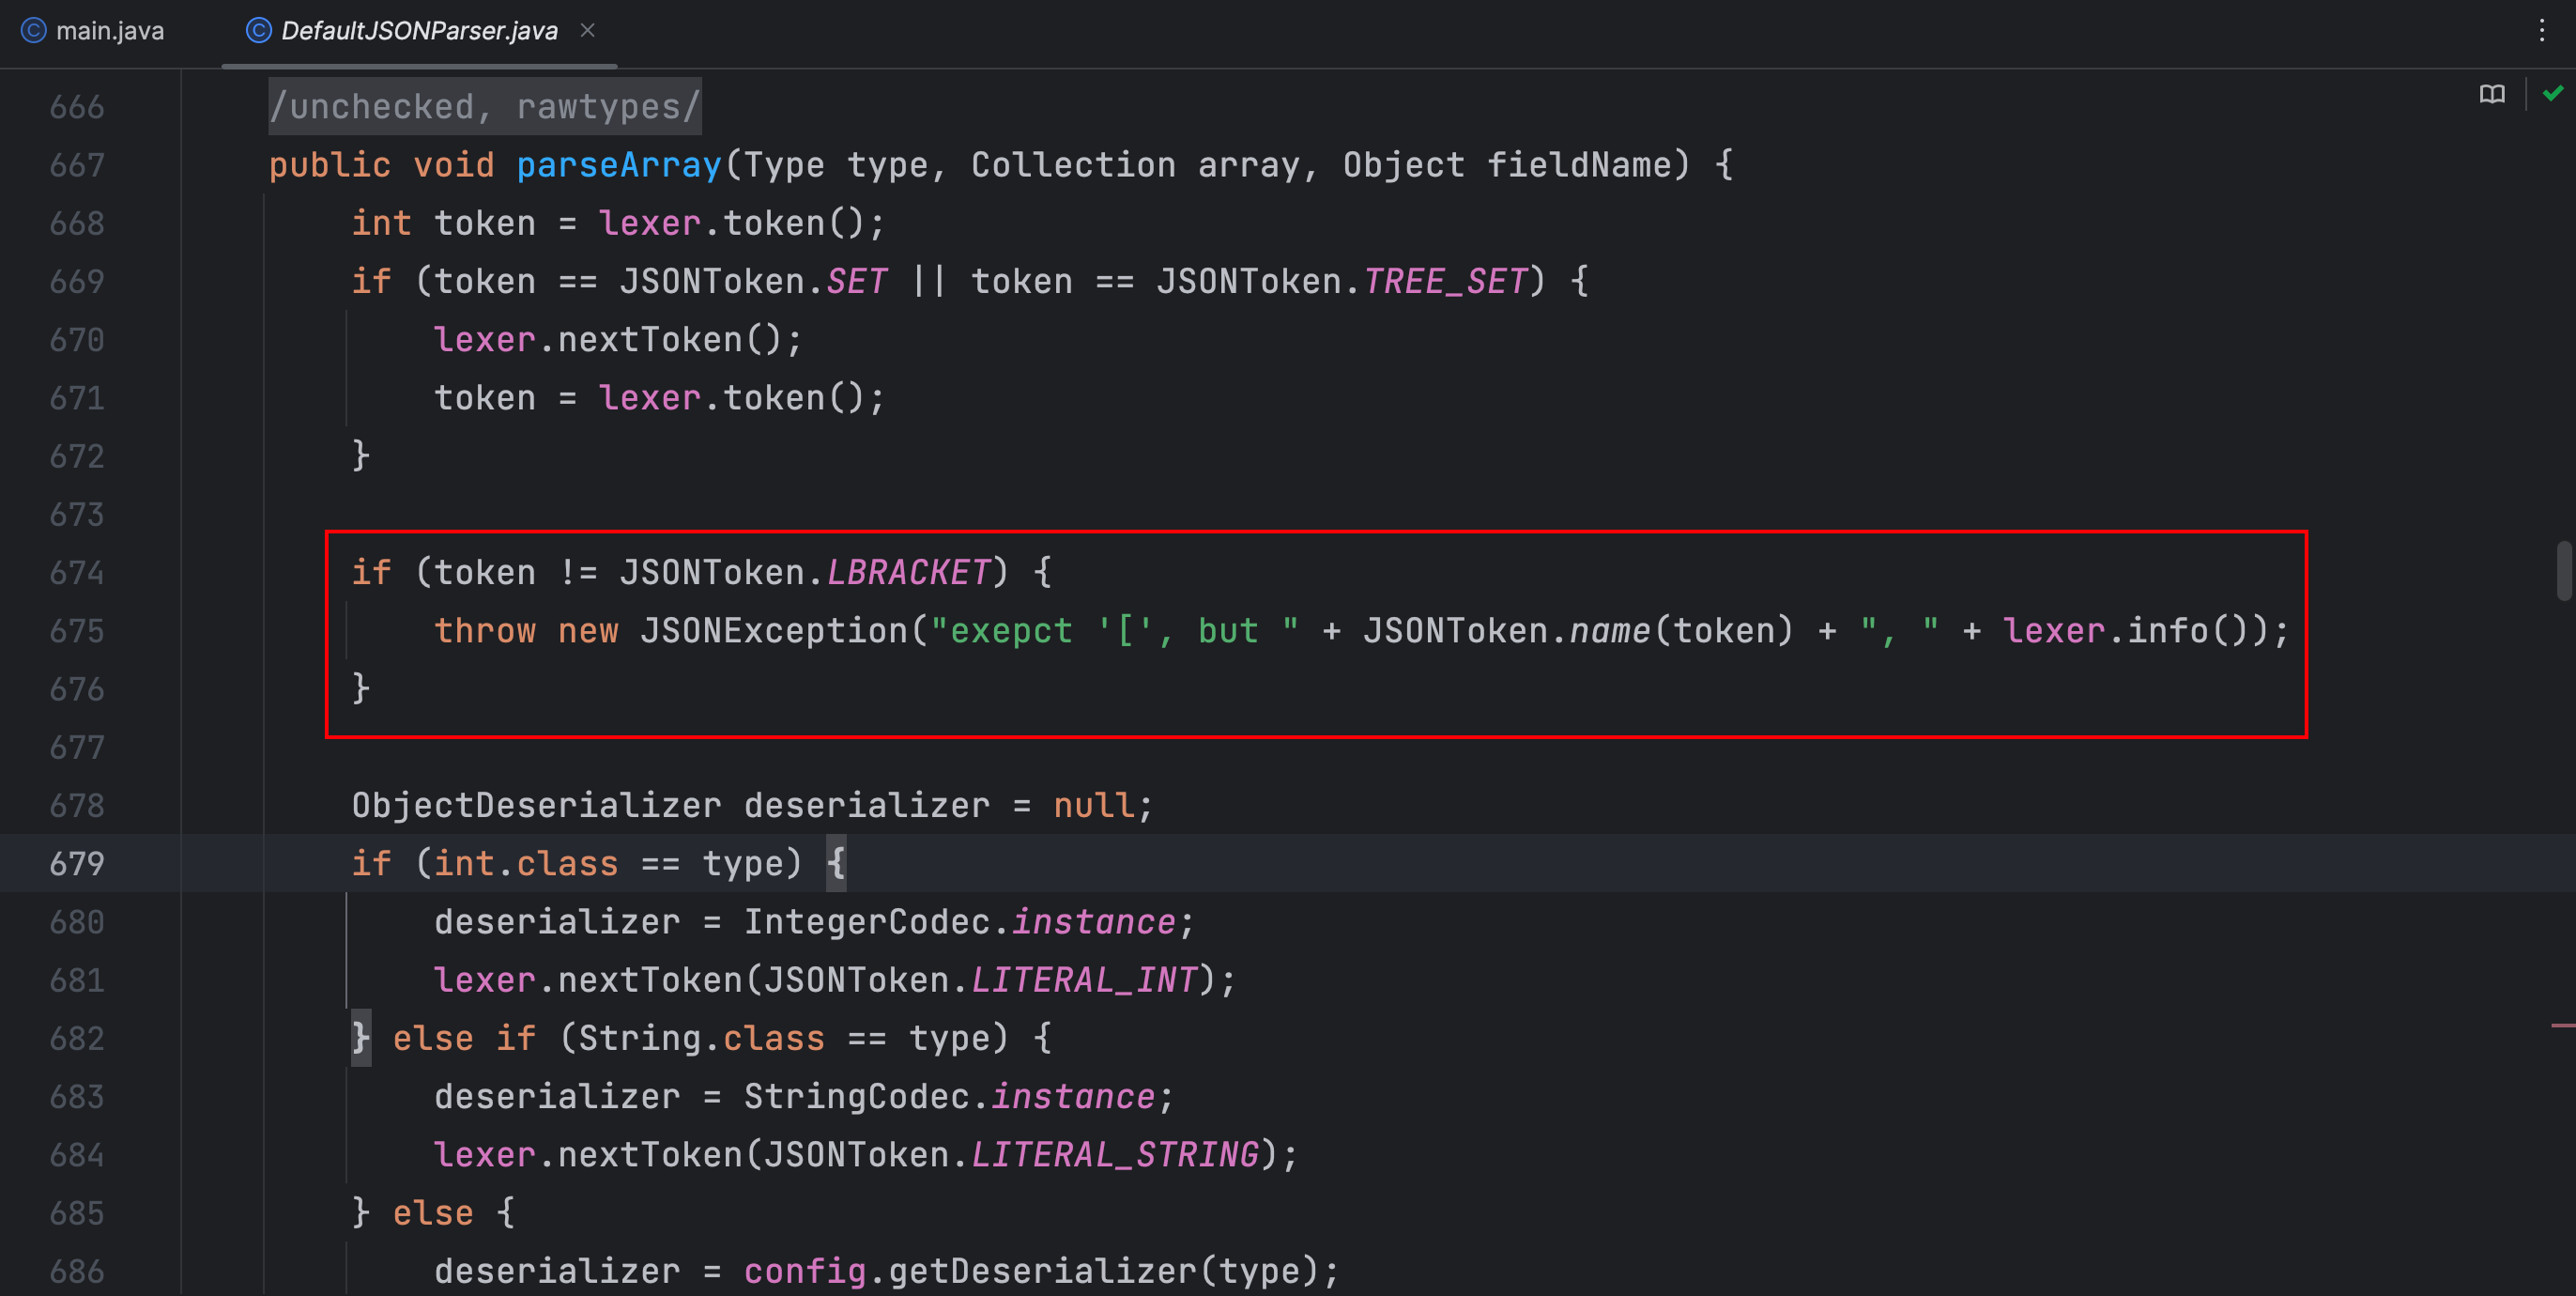 main.java DefaultJSONParser.java
666 /unchecked, rawtypes/
667 public void parseArray(Type type, Collection array, Object fieldName) {
668 int token = lexer.token();
669 if (token == JSONToken.SET || token == JSONToken.TREE_SET) {
670 lexer.nextToken();
671 token = lexer.token();
672 }
673
674 if (token != JSONToken.LBRACKET) {
675 throw new JSONException("exepct '[', but " + JSONToken.name(token) + ", " + lexer.info());
676 }
677
678 ObjectDeserializer deserializer = null;
679 if (int.class == type) {
680 deserializer = IntegerCodec.instance;
681 lexer.nextToken(JSONToken.LITERAL_INT);
682 } else if (String.class == type) {
683 deserializer = StringCodec.instance;
684 lexer.nextToken(JSONToken.LITERAL_STRING);
685 } else {
686 deserializer = config.getDeserializer(type);